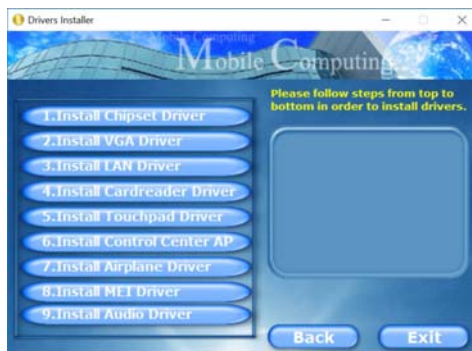 Drivers Installer
Mobile Computing
Mobile Computing
Please follow steps from top to
bottom in order to install drivers.
1.Install Chipset Driver
2.Install VGA Driver
3.Install LAN Driver
4.Install Cardreader Driver
5.Install Touchpad Driver
6.Install Control Center AP
7.Install Airplane Driver
8.Install MEI Driver
9.Install Audio Driver
Back
Exit